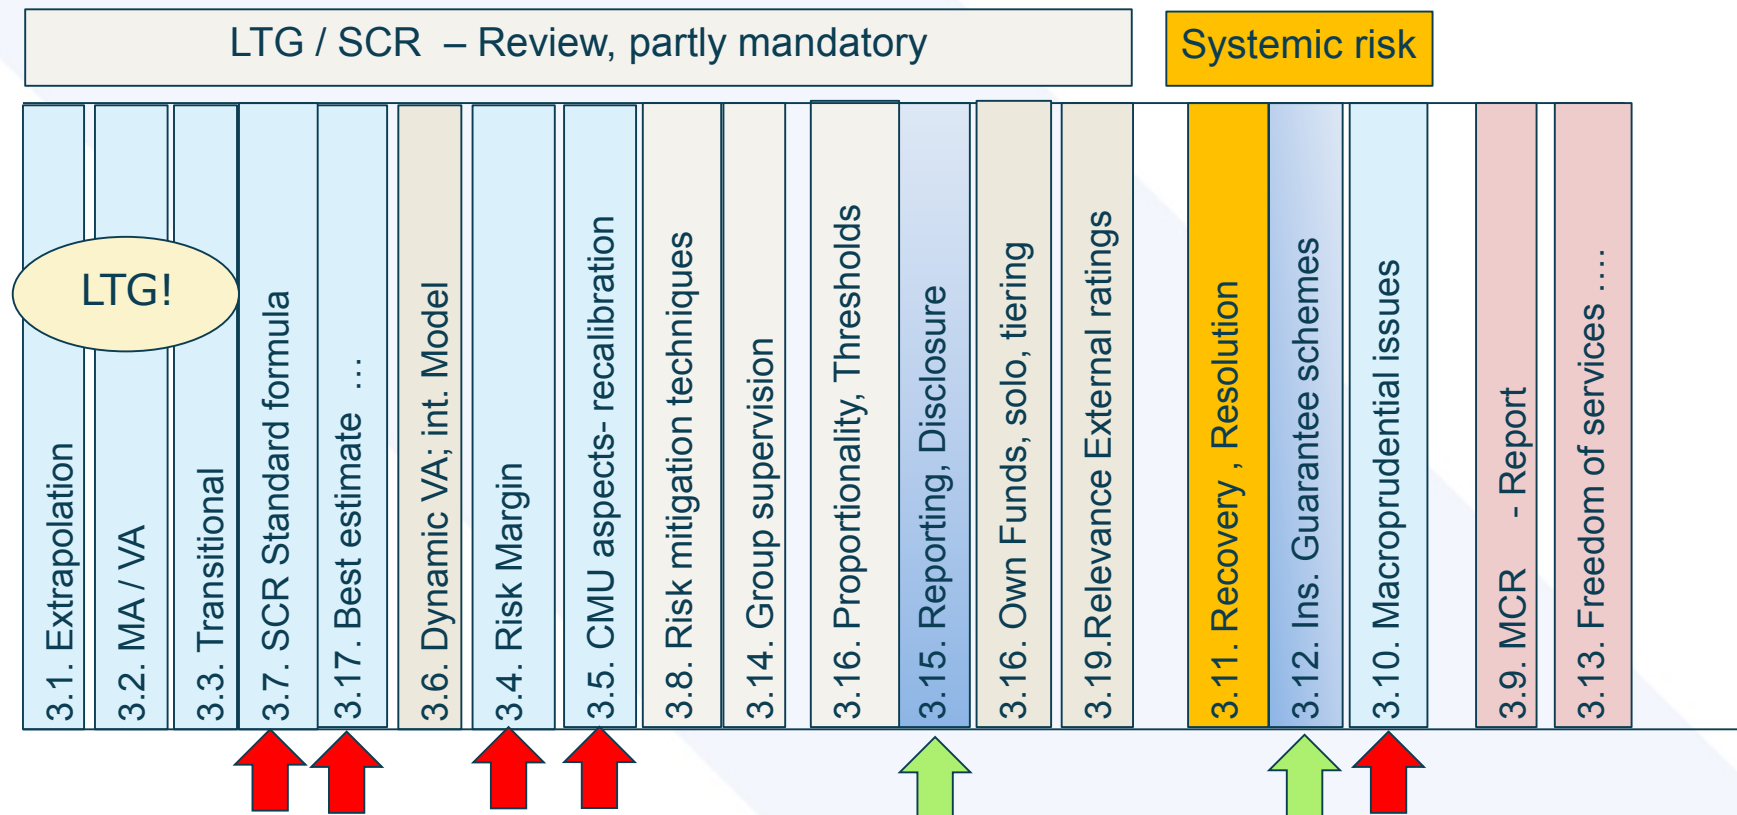 LTG / SCR – Review, partly mandatory
Systemic risk
LTG!
3.1. Extrapolation
3.2. MA / VA
3.3. Transitional
3.7. SCR Standard formula
3.17. Best estimate …
3.6. Dynamic VA; int. Model
3.4. Risk Margin
3.5. CMU aspects- recalibration
3.8. Risk mitigation techniques
3.14. Group supervision
3.16. Proportionality, Thresholds
3.15. Reporting, Disclosure
3.16. Own Funds, solo, tiering
3.19.Relevance External ratings
3.11. Recovery , Resolution
3.12. Ins. Guarantee schemes
3.10. Macroprudential issues
3.9. MCR - Report
3.13. Freedom of services ….